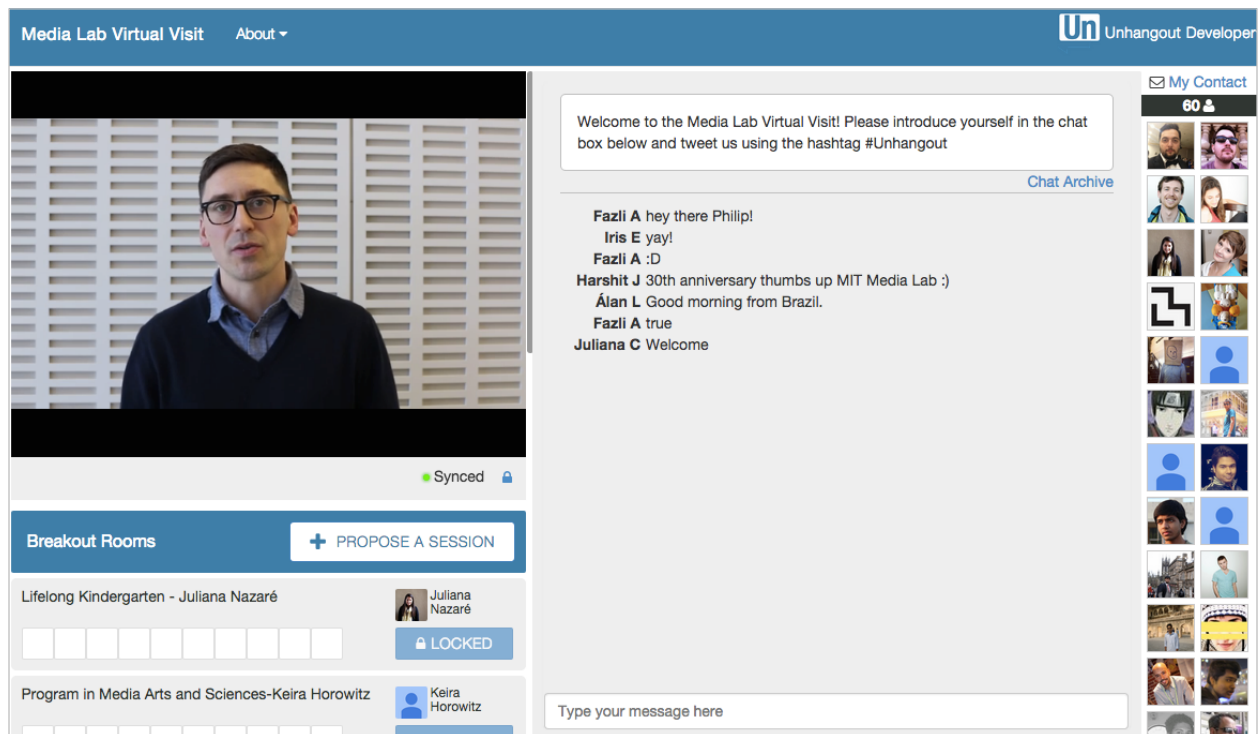 Media Lab Virtual Visit About
Un Unhangout Developer
My Contact
60
Welcome to the Media Lab Virtual Visit! Please introduce yourself in the chat
box below and tweet us using the hashtag #Unhangout
Chat Archive
Fazli A hey there Philip!
Iris E yay!
Fazli A :D
Harshit J 30th anniversary thumbs up MIT Media Lab :)
Álan L Good morning from Brazil.
Fazli A true
Juliana C Welcome
Synced
Breakout Rooms
+ PROPOSE A SESSION
Lifelong Kindergarten - Juliana Nazaré
Juliana
Nazaré
LOCKED
Program in Media Arts and Sciences-Keira Horowitz
Keira
Horowitz
Type your message here